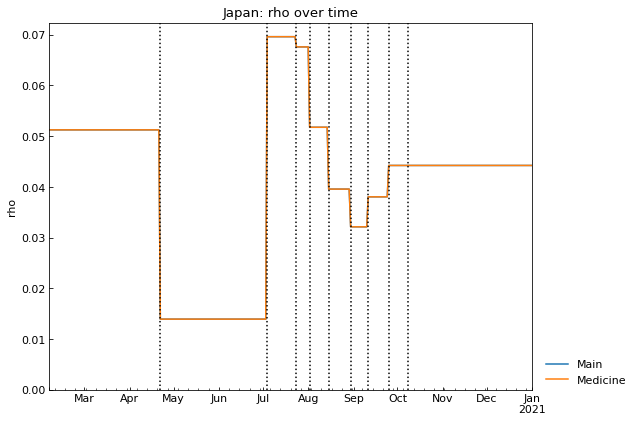 Japan: rho over time
0.07
0.06
0.05
0.04
0.03
0.02
0.01
0.00
rho
Mar Apr May Jun Jul Aug Sep Oct Nov Dec Jan
2021
Main
Medicine